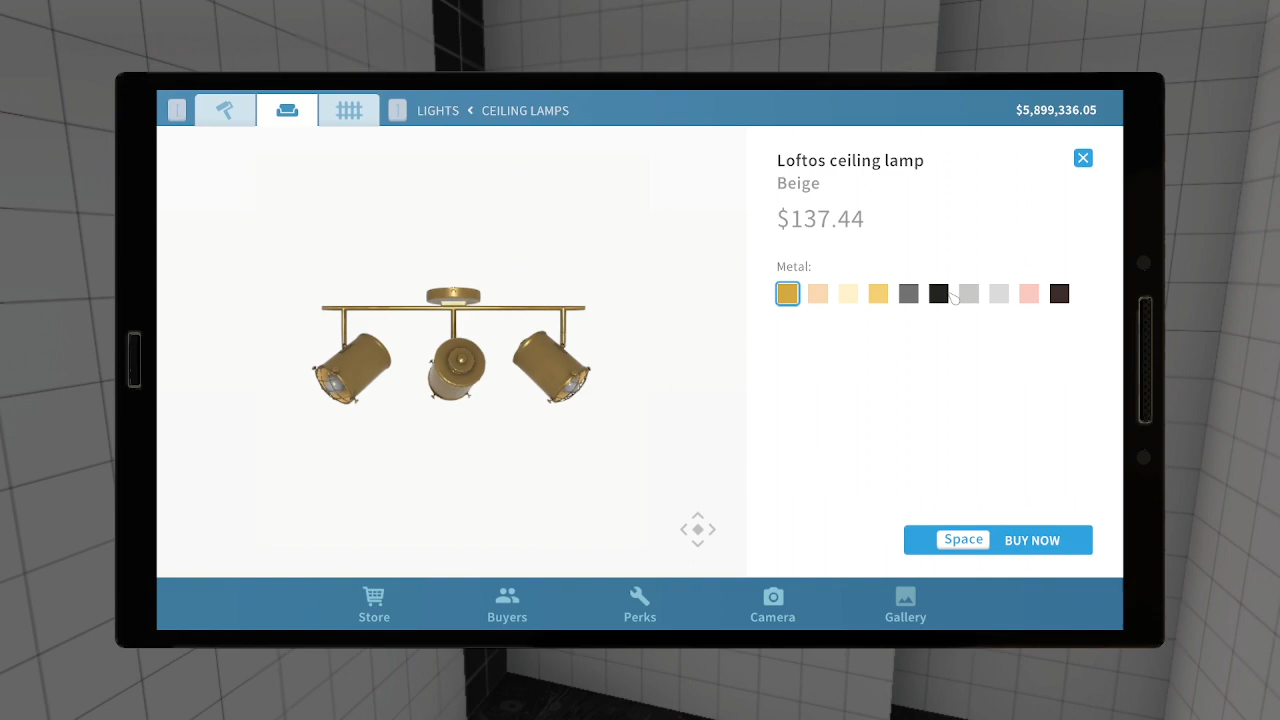 LIGHTS < CEILING LAMPS
$5,899,336.05
Loftos ceiling lamp
Beige
$137.44
Metal:
Space BUY NOW
Store
Buyers
Perks
Camera
Gallery